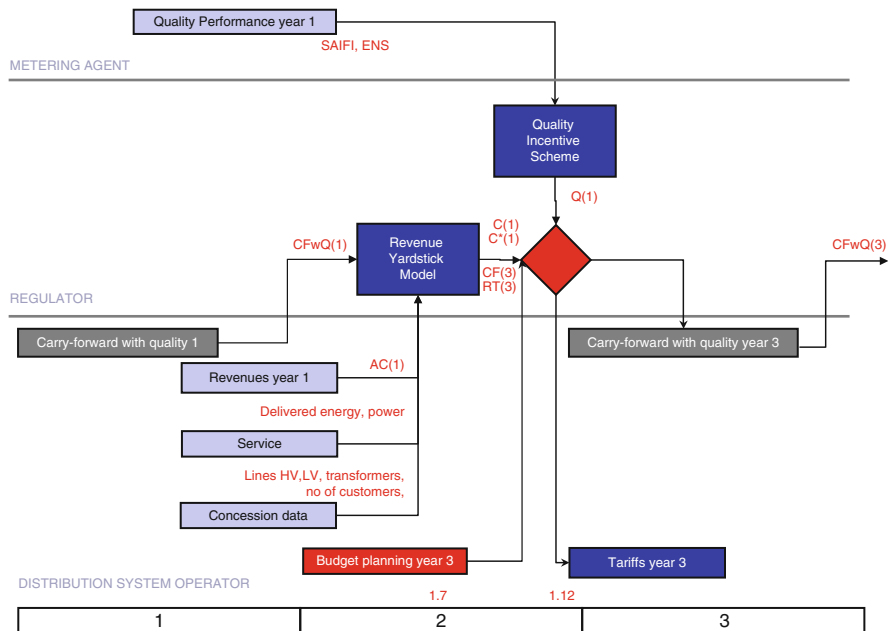 Quality Performance year 1
SAIFI, ENS
METERING AGENT
Quality
Incentive
Scheme
Q(1)
C(1)
C*(1)
CFwQ(1)
Revenue
Yardstick
Model
CFwQ(3)
CF(3)
RT(3)
REGULATOR
Carry-forward with quality 1
Carry-forward with quality year 3
AC(1)
Revenues year 1
Delivered energy, power
Service
Lines HV,LV, transformers,
no of customers,
Concession data
Budget planning year 3
Tariffs year 3
DISTRIBUTION SYSTEM OPERATOR
1.7
1.12
1
2
3